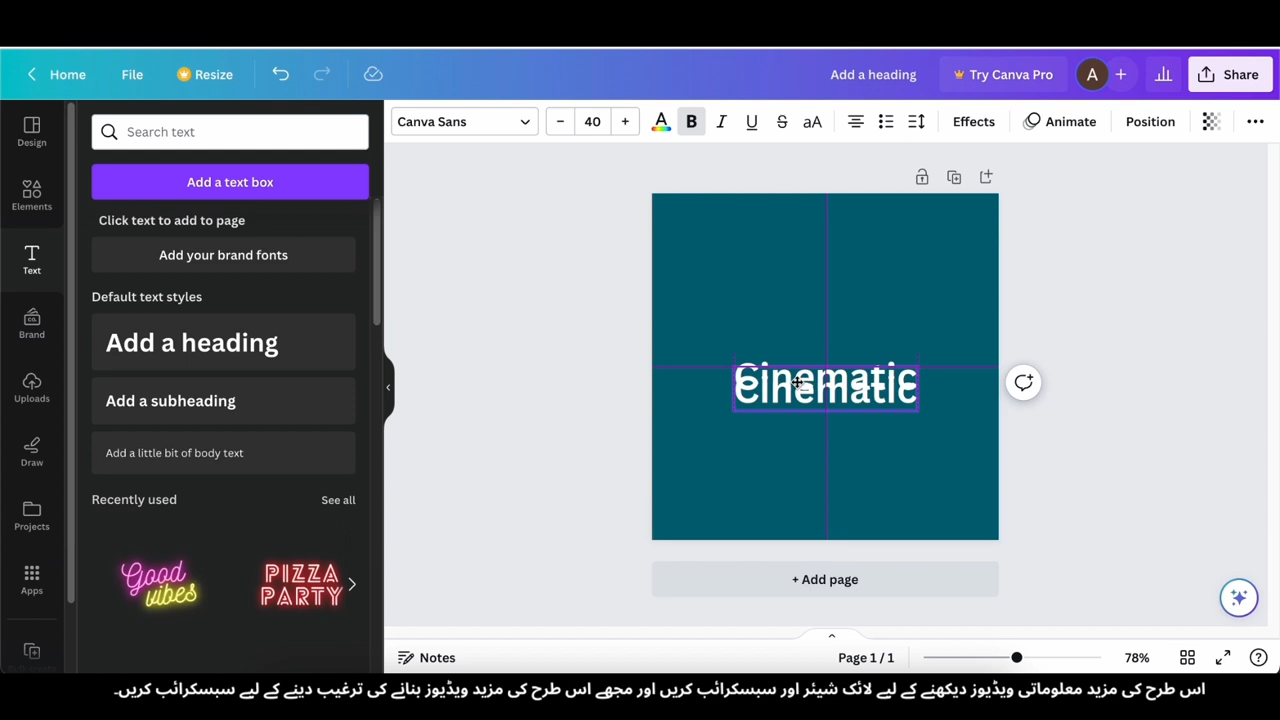 Home File Resize Add a heading Try Canva Pro A Share
Canva Sans 40 A B I U S aA Effects Animate Position
Design
Elements
Text
Brand
Uploads
Draw
Projects
Apps
Search text
Add a text box
Click text to add to page
Add your brand fonts
Default text styles
Add a heading
Add a subheading
Add a little bit of body text
Recently used See all
Good vibes
PIZZA PARTY
Cinematic
Cinematic
+ Add page
Notes Page 1 / 1 78%
اس طرح کی مزید معلوماتی ویڈیوز دیکھنے کے لیے لائک شیئر اور سبسکرائب کریں اور مجھے اس طرح کی مزید ویڈیوز بنانے کی ترغیب دینے کے لیے سبسکرائب کریں۔